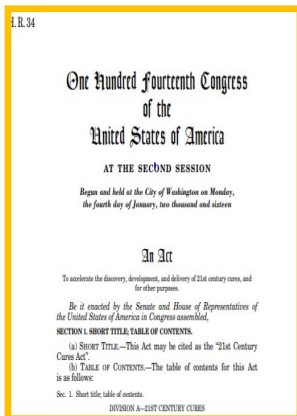 H. R. 34
One Hundred Fourteenth Congress
of the
United States of America
AT THE SECOND SESSION
Begun and held at the City of Washington on Monday,
the fourth day of January, two thousand and sixteen
An Act
To accelerate the discovery, development, and delivery of 21st century cures, and
for other purposes.
Be it enacted by the Senate and House of Representatives of
the United States of America in Congress assembled,
SECTION 1. SHORT TITLE; TABLE OF CONTENTS.
(a) SHORT TITLE.—This Act may be cited as the “21st Century
Cures Act”.
(b) TABLE OF CONTENTS.—The table of contents for this Act
is as follows:
Sec. 1. Short title; table of contents.
DIVISION A—21ST CENTURY CURES